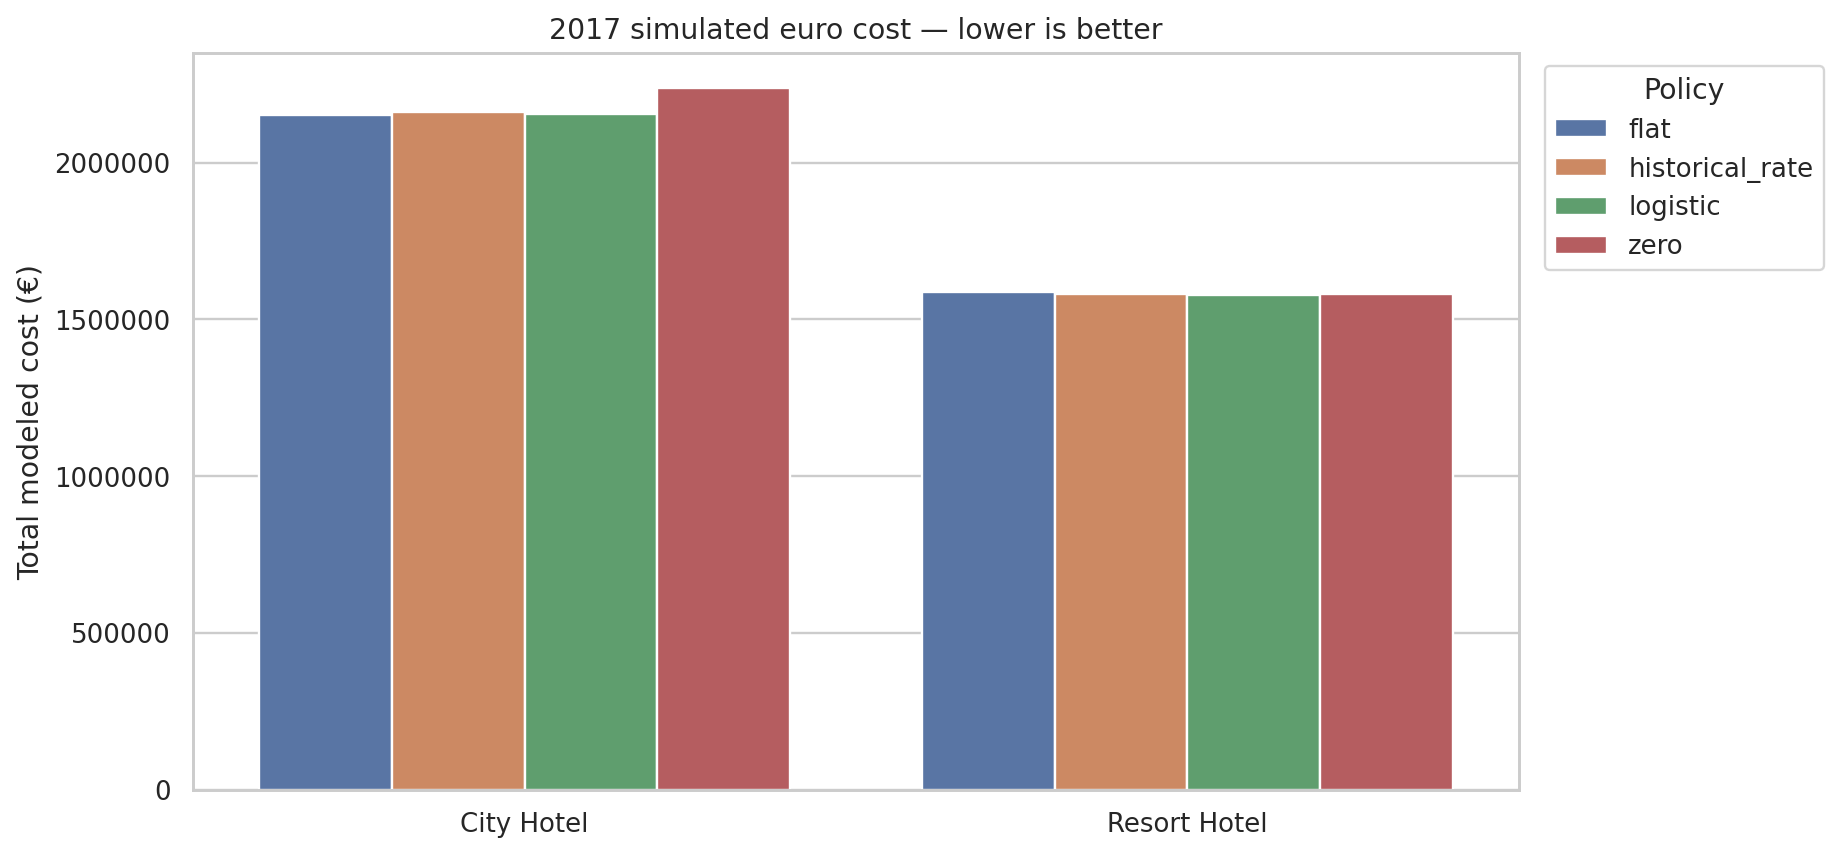 2017 simulated euro cost — lower is better
Total modeled cost (€)
2000000
1500000
1000000
500000
0
City Hotel
Resort Hotel
Policy
flat
historical_rate
logistic
zero